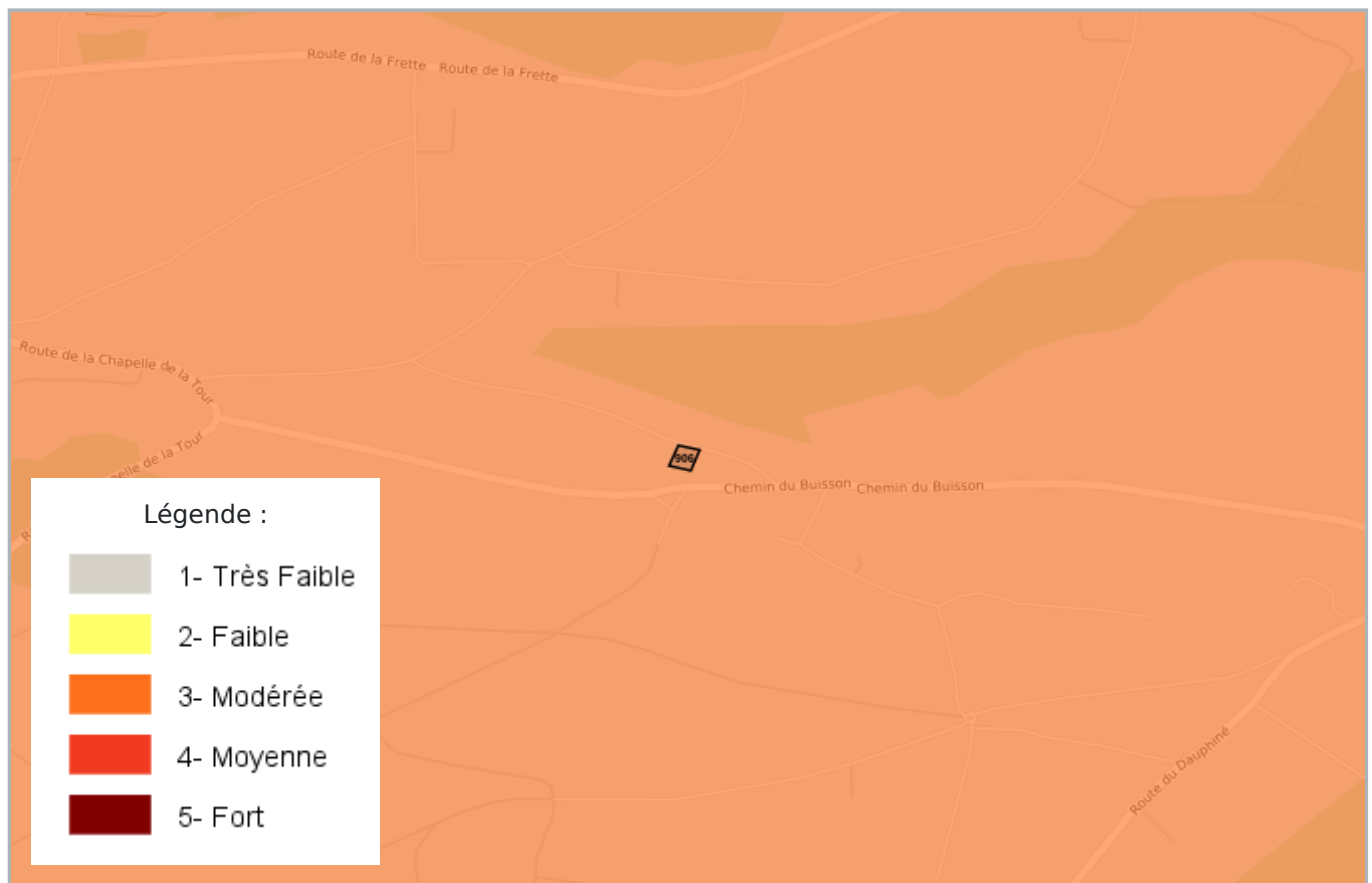 Route de la Frette
Route de la Frette
Route de la Chapelle de la Tour
pelle de la Tour
906
Chemin du Buisson
Chemin du Buisson
Route du Dauphiné
Légende :
1- Très Faible
2- Faible
3- Modérée
4- Moyenne
5- Fort